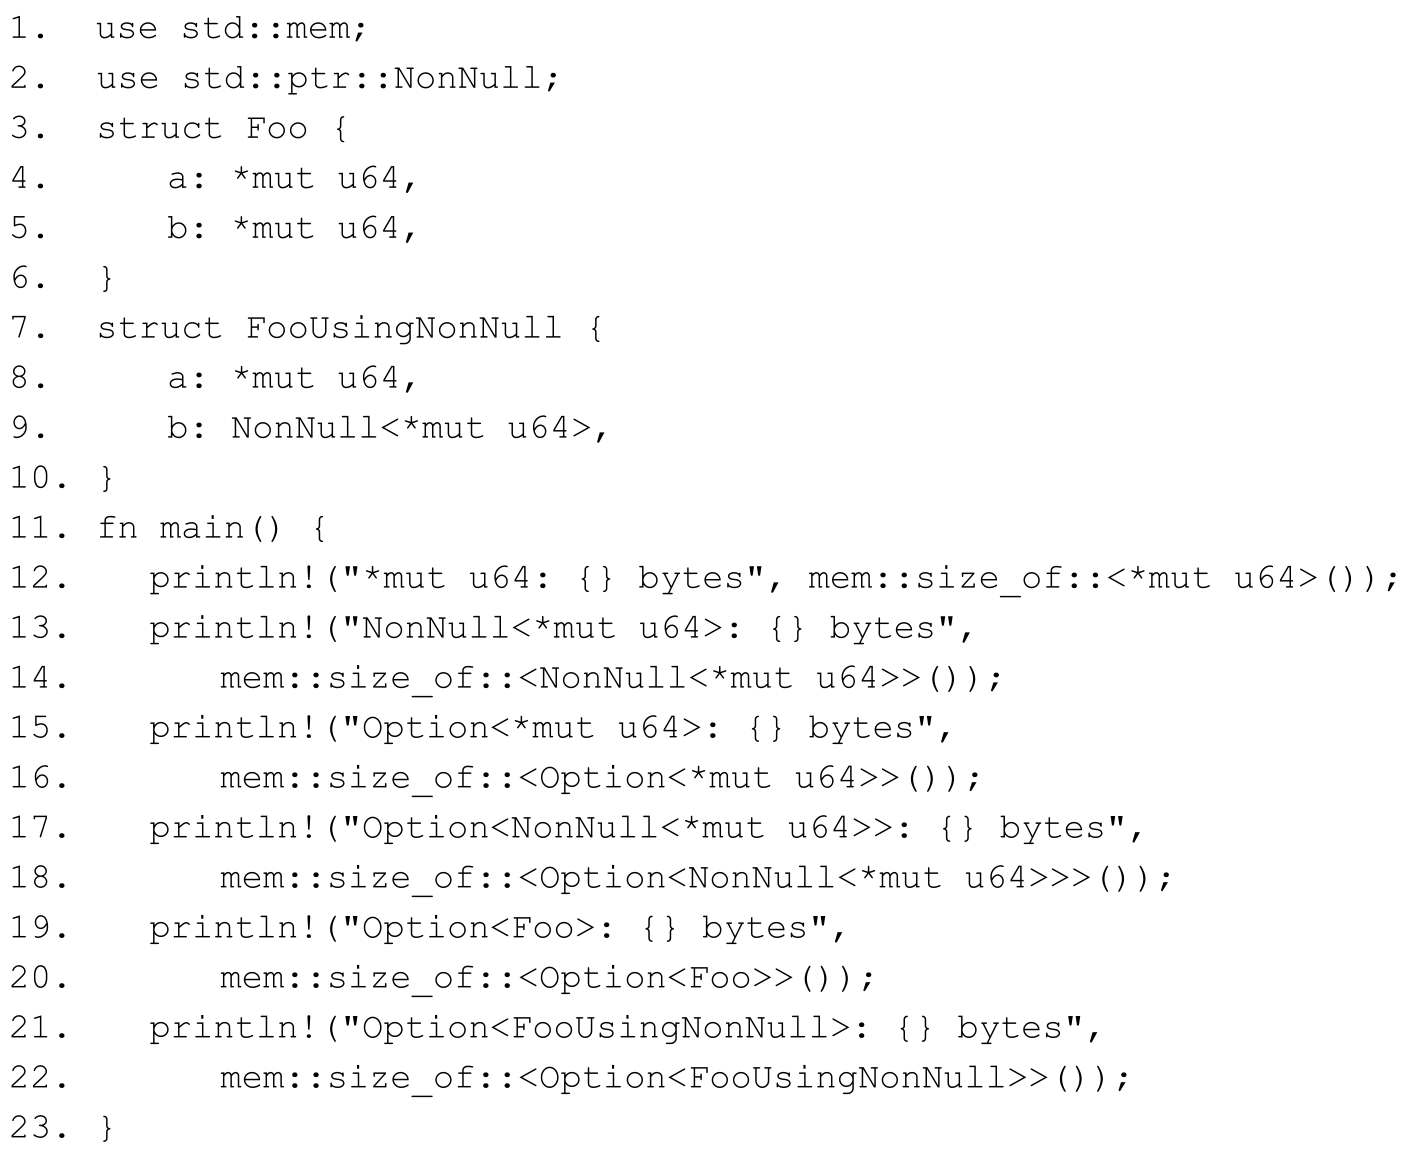 1. use std::mem;
2. use std::ptr::NonNull;
3. struct Foo {
4. a: *mut u64,
5. b: *mut u64,
6. }
7. struct FooUsingNonNull {
8. a: *mut u64,
9. b: NonNull<*mut u64>,
10. }
11. fn main() {
12. println!("*mut u64: {} bytes", mem::size_of::<*mut u64>());
13. println!("NonNull<*mut u64>: {} bytes",
14. mem::size_of::<NonNull<*mut u64>>());
15. println!("Option<*mut u64>: {} bytes",
16. mem::size_of::<Option<*mut u64>>());
17. println!("Option<NonNull<*mut u64>>: {} bytes",
18. mem::size_of::<Option<NonNull<*mut u64>>>());
19. println!("Option<Foo>: {} bytes",
20. mem::size_of::<Option<Foo>>());
21. println!("Option<FooUsingNonNull>: {} bytes",
22. mem::size_of::<Option<FooUsingNonNull>>());
23. }